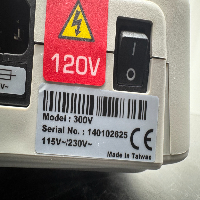 120V
Model : 300V
Serial No. : 140102625
115V~/230V~
CE
Made in Taiwan